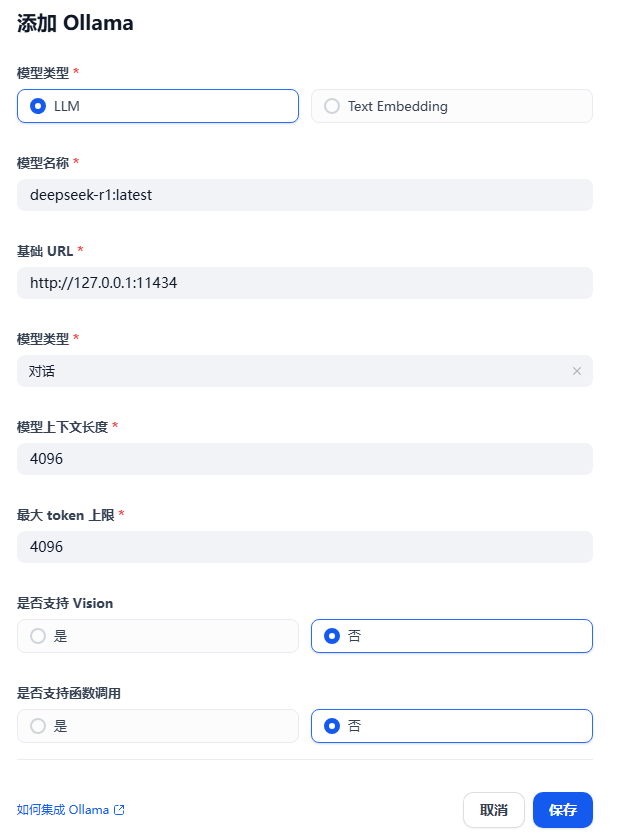 添加 Ollama
模型类型 *
LLM
Text Embedding
模型名称 *
deepseek-r1:latest
基础 URL *
http://127.0.0.1:11434
模型类型 *
对话
模型上下文长度 *
4096
最大 token 上限 *
4096
是否支持 Vision
是
否
是否支持函数调用
是
否
如何集成 Ollama
取消
保存